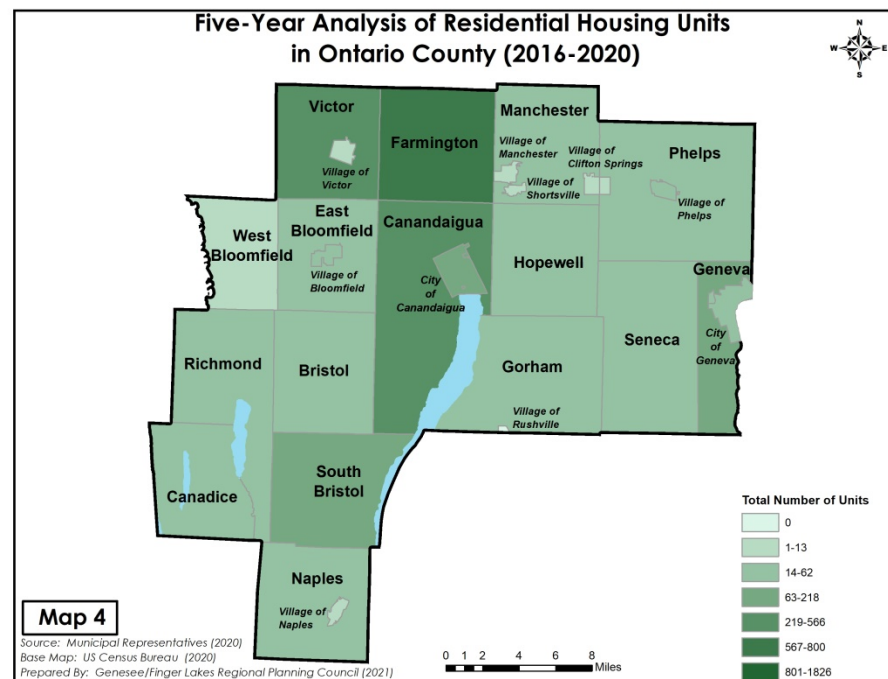 Five-Year Analysis of Residential Housing Units
in Ontario County (2016-2020)
N
W
E
S
Victor
Farmington
Manchester
Phelps
Village of
Victor
Village of
Manchester
Village of
Clifton Springs
Village of
Shortsville
Village of
Phelps
West
Bloomfield
East
Bloomfield
Village of
Bloomfield
Canandaigua
City
of
Canandaigua
Hopewell
Geneva
City
of
Geneva
Seneca
Richmond
Bristol
Gorham
Village of
Rushville
Canadice
South
Bristol
Naples
Village of
Naples
Total Number of Units
0
1-13
14-62
63-218
219-566
567-800
801-1826
Map 4
Source: Municipal Representatives (2020)
Base Map: US Census Bureau (2020)
Prepared By: Genesee/Finger Lakes Regional Planning Council (2021)
0 1 2 4 6 8
Miles